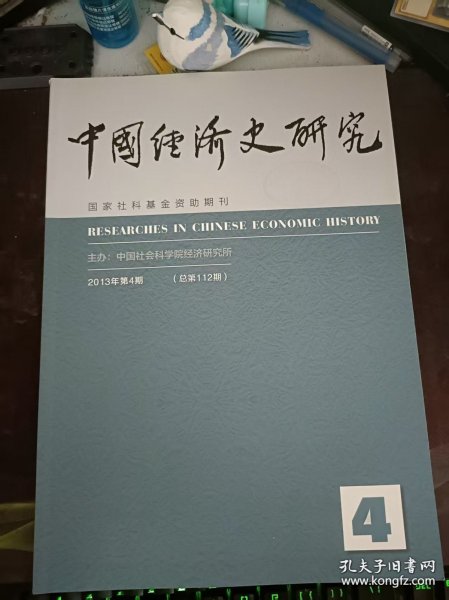 中國经济史研究
国家社科基金资助期刊
RESEARCHES IN CHINESE ECONOMIC HISTORY
主办：中国社会科学院经济研究所
2013年第4期 （总第112期）
4
孔夫子旧书网
www.kongfz.com